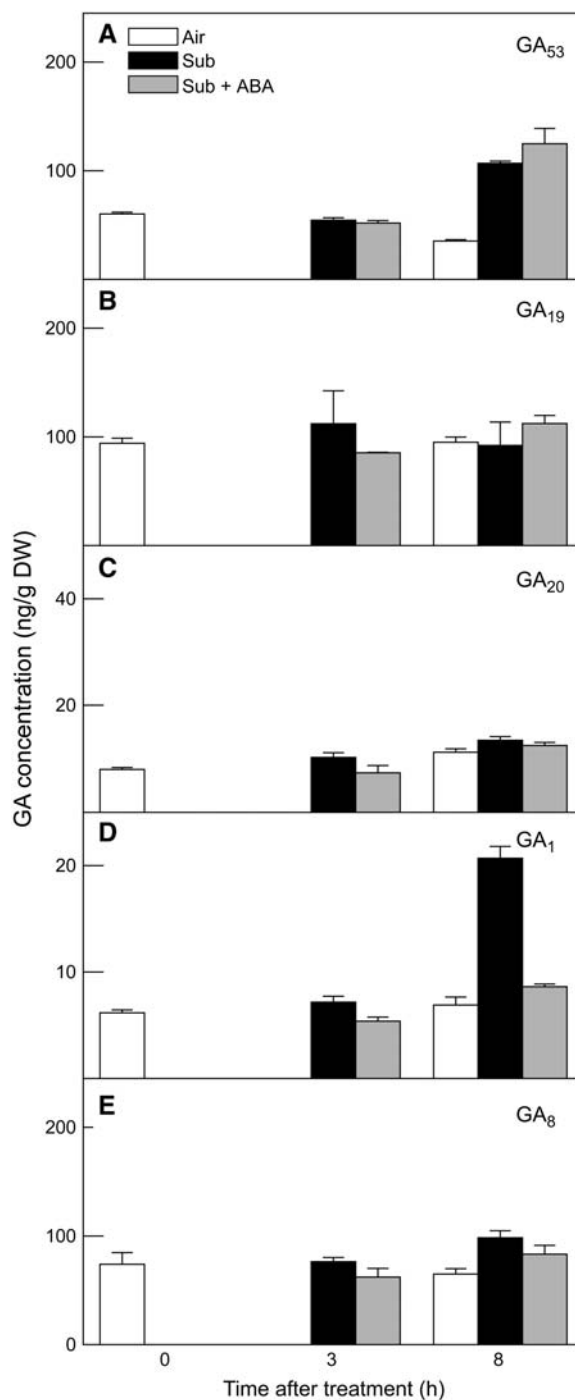 A
Air
Sub
Sub + ABA
GA53
200
100
B
GA19
200
100
C
GA20
40
20
D
GA1
20
10
E
GA8
200
100
0
0 3 8
Time after treatment (h)
GA concentration (ng/g DW)